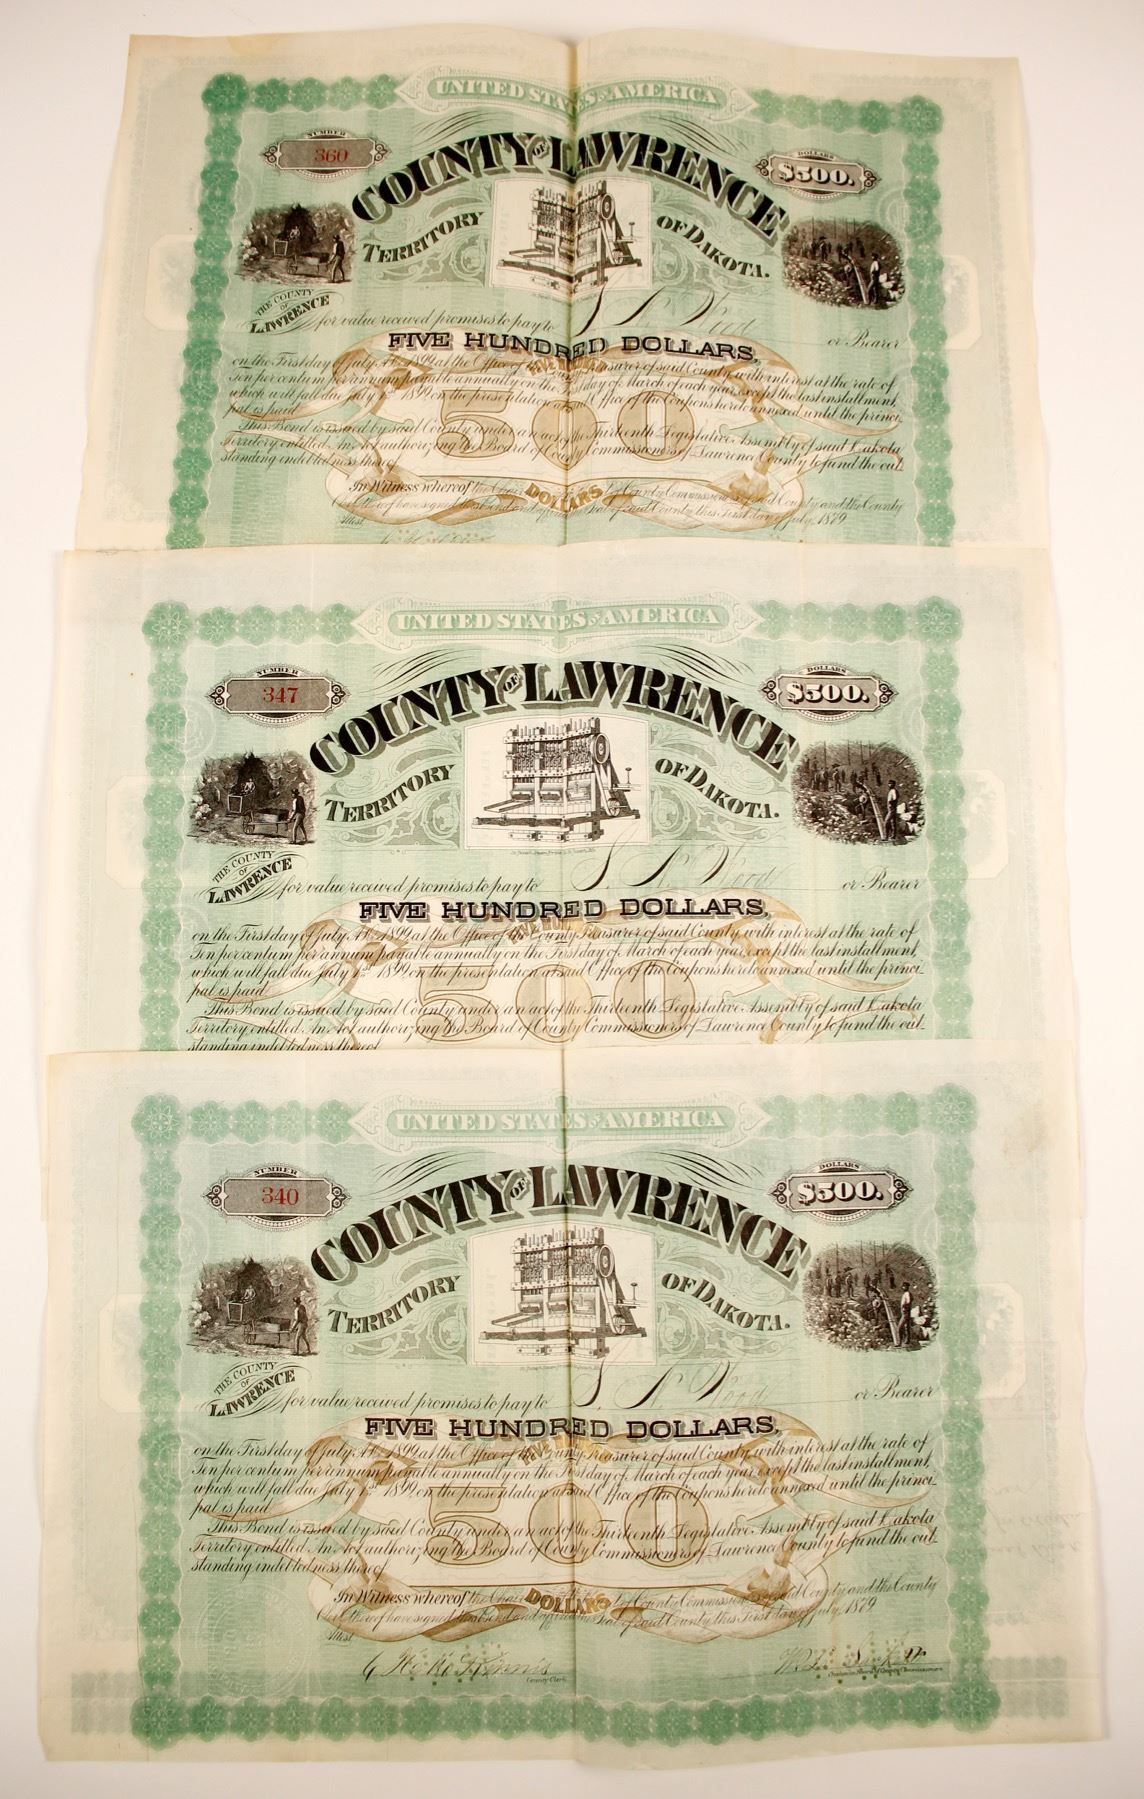 UNITED STATES OF AMERICA
NUMBER
360
DOLLARS
$500.
COUNTY OF LAWRENCE
TERRITORY OF DAKOTA.
THE COUNTY
OF
LAWRENCE
for value received promises to pay to S. N. Wood or Bearer
FIVE HUNDRED DOLLARS,
on the First day of July A.D. 1899, at the Office of the County Treasurer of said County, with interest at the rate of
Ten per centum per annum payable annually on the First day of March of each year, except the last installment,
which will fall due July 1st 1899, on the presentation at said Office of the Coupons hereto annexed until the princi-
pal is paid.
This Bond is issued by said County under an act of the Thirteenth Legislative Assembly of said Dakota
Territory entitled An Act authorizing the Board of County Commissioners of Lawrence County to fund the out-
standing indebtedness thereof
FIVE HUNDRED
500
DOLLARS
In Witness whereof the Chairman of County Commissioners of said County and the County
Clerk thereof have signed this Bond and affixed the Seal of said County this First day of July, 1879
Attest
UNITED STATES OF AMERICA
NUMBER
347
DOLLARS
$500.
COUNTY OF LAWRENCE
TERRITORY OF DAKOTA.
THE COUNTY
OF
LAWRENCE
for value received promises to pay to S. N. Wood or Bearer
FIVE HUNDRED DOLLARS,
on the First day of July A.D. 1899, at the Office of the County Treasurer of said County, with interest at the rate of
Ten per centum per annum payable annually on the First day of March of each year, except the last installment,
which will fall due July 1st 1899, on the presentation at said Office of the Coupons hereto annexed until the princi-
pal is paid.
This Bond is issued by said County under an act of the Thirteenth Legislative Assembly of said Dakota
Territory entitled An Act authorizing the Board of County Commissioners of Lawrence County to fund the out-
standing indebtedness thereof
500
UNITED STATES OF AMERICA
NUMBER
340
DOLLARS
$500.
COUNTY OF LAWRENCE
TERRITORY OF DAKOTA.
THE COUNTY
OF
LAWRENCE
for value received promises to pay to S. N. Wood or Bearer
FIVE HUNDRED DOLLARS,
on the First day of July A.D. 1899, at the Office of the County Treasurer of said County, with interest at the rate of
Ten per centum per annum payable annually on the First day of March of each year, except the last installment,
which will fall due July 1st 1899, on the presentation at said Office of the Coupons hereto annexed until the princi-
pal is paid.
This Bond is issued by said County under an act of the Thirteenth Legislative Assembly of said Dakota
Territory entitled An Act authorizing the Board of County Commissioners of Lawrence County to fund the out-
standing indebtedness thereof
500
DOLLARS
In Witness whereof the Chairman of County Commissioners of said County and the County
Clerk thereof have signed this Bond and affixed the Seal of said County this First day of July, 1879
Attest
County Clerk
Chairman Board of County Commissioners